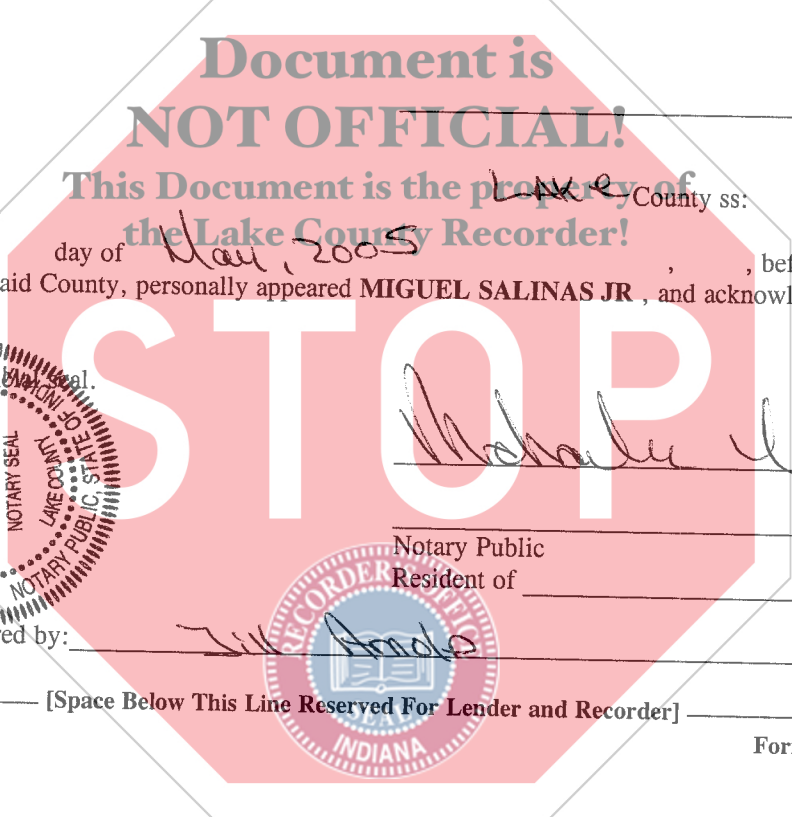 Document is
NOT OFFICIAL!
This Document is the property of
the Lake County Recorder!
LAKE County ss:
day of May, 2005 , , bef
aid County, personally appeared MIGUEL SALINAS JR , and acknowl
seal.
NOTARY PUBLIC, STATE OF INDIANA
LAKE COUNTY
NOTARY SEAL
STOP
Notary Public
Resident of
ed by: Jill
RECORDER'S OFFICE
SEAL
INDIANA
[Space Below This Line Reserved For Lender and Recorder]
For